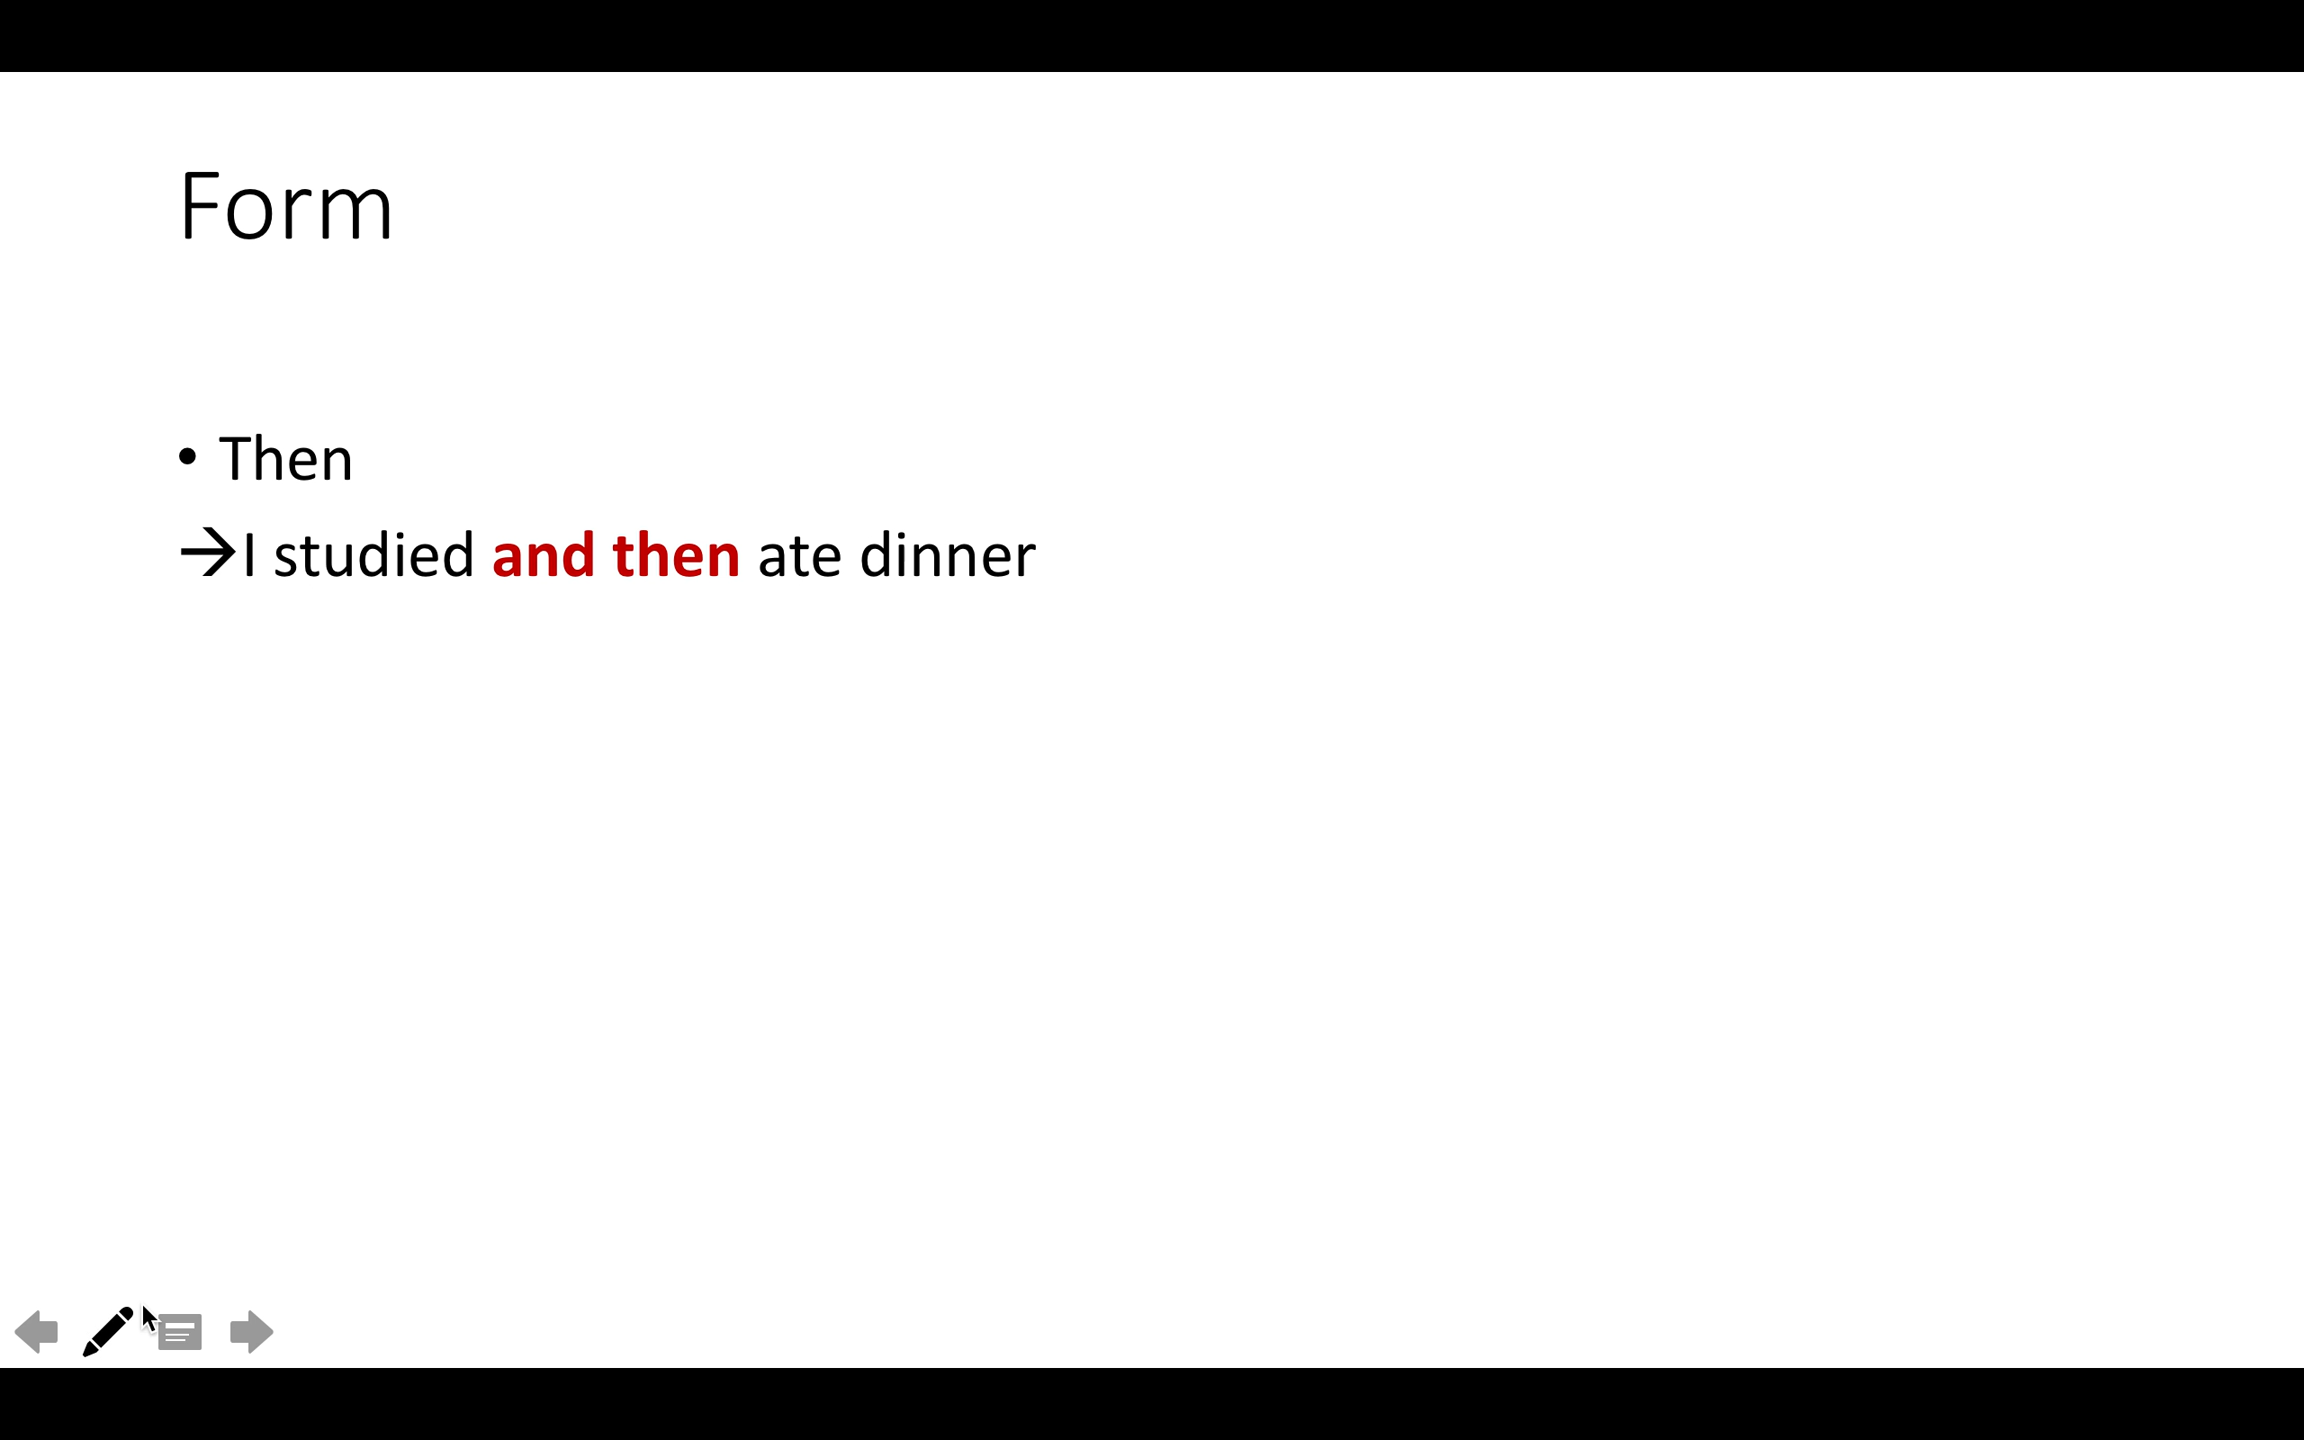 Form
• Then
→I studied and then ate dinner